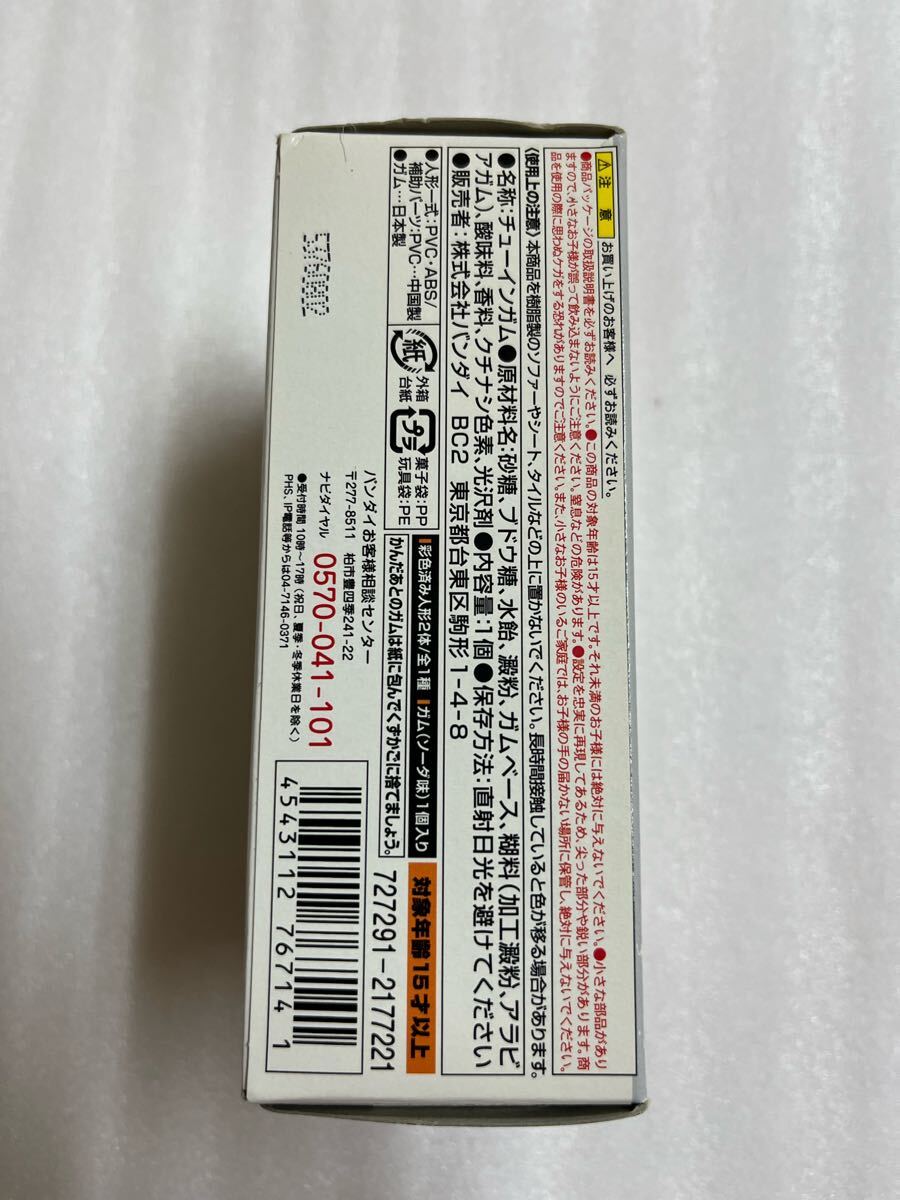 注意 お買い上げのお客様へ 必ずお読みください。
●商品パッケージの取扱説明書を必ずお読みください。●この商品の対象年齢は15才以上です。それ未満のお子様には絶対に与えないでください。●小さな部品があり
ますので、小さなお子様が誤って飲み込まないようにご注意ください。窒息などの危険があります。●設定を忠実に再現してあるため、尖った部分や鋭い部分があります。商
品を使用の際に思わぬケガをする恐れがありますのでご注意ください。また、小さなお子様のいるご家庭では、お子様の手の届かない場所に保管し、絶対に与えないでください。
〈使用上の注意〉本商品を樹脂製のソファーやシート、タイルなどの上に置かないでください。長時間接触していると色が移る場合があります。
●名称:チューインガム●原材料名:砂糖、ブドウ糖、水飴、澱粉、ガムベース、糊料(加工澱粉、アラビ
アガム)、酸味料、香料、クチナシ色素、光沢剤●内容量:1個●保存方法:直射日光を避けてください
●販売者:株式会社バンダイ BC2 東京都台東区駒形1-4-8
●人形一式:PVC・ABS/
補助パーツ:PVC…中国製
●ガム…日本製
紙
外箱
台紙
プラ
菓子袋:PP
玩具袋:PE
彩色済み人形2体/全1種 ガム(ソーダ味)1個入り
かんだあとのガムは紙に包んでくずかごに捨てましょう。
対象年齢15才以上
バンダイお客様相談センター
〒277-8511 柏市豊四季241-22
ナビダイヤル 0570-041-101
●受付時間 10時〜17時(祝日、夏季・冬季休業日を除く)
PHS、IP電話等からは04-7146-0371
727291-2177221
4543112 767141